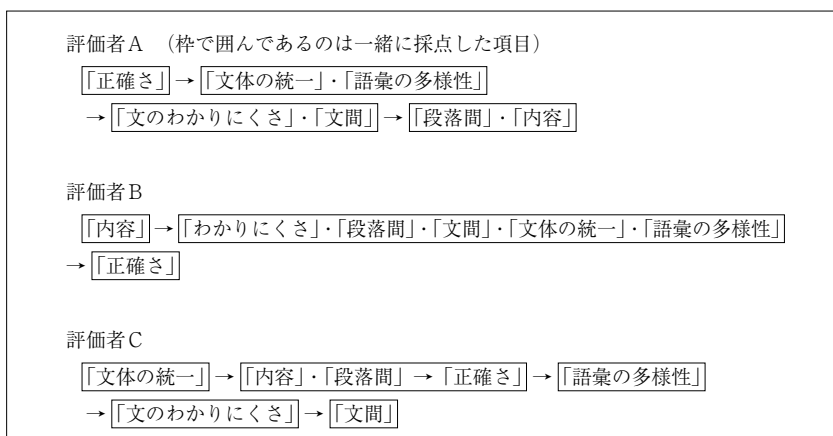 評価者A （枠で囲んであるのは一緒に採点した項目）
「正確さ」→「文体の統一」・「語彙の多様性」
→「文のわかりにくさ」・「文間」→「段落間」・「内容」
評価者B
「内容」→「わかりにくさ」・「段落間」・「文間」・「文体の統一」・「語彙の多様性」
→「正確さ」
評価者C
「文体の統一」→「内容」・「段落間」→「正確さ」→「語彙の多様性」
→「文のわかりにくさ」→「文間」